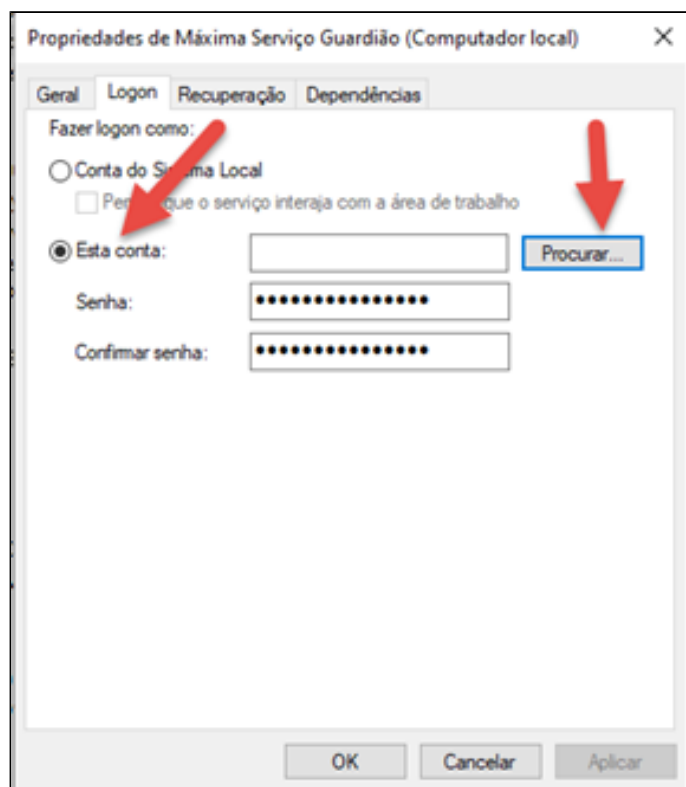 Propriedades de Máxima Serviço Guardião (Computador local)
Geral Logon Recuperação Dependências
Fazer logon como:
Conta do Sistema Local
que o serviço interaja com a área de trabalho
Esta conta: Procurar...
Senha: •••••••••••••••
Confirmar senha: •••••••••••••••
OK Cancelar Aplicar